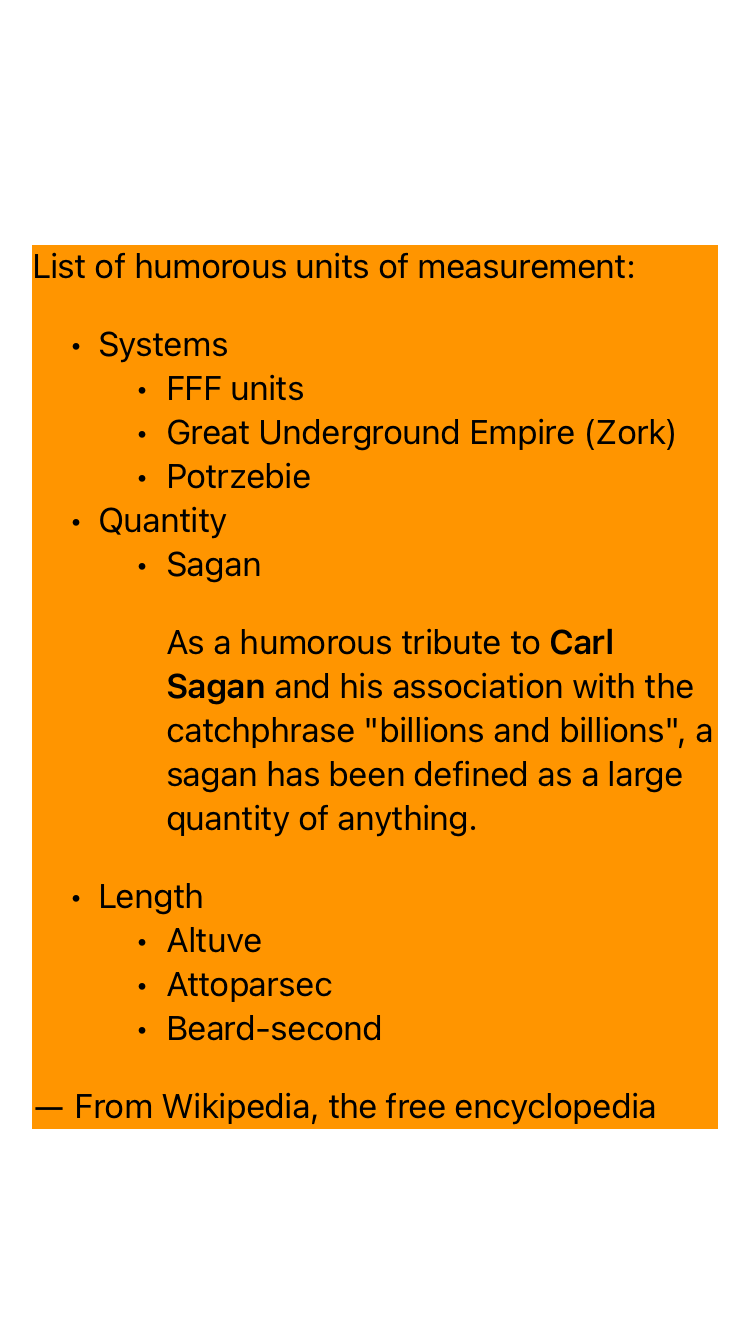 List of humorous units of measurement:
• Systems
• FFF units
• Great Underground Empire (Zork)
• Potrzebie
• Quantity
• Sagan
As a humorous tribute to Carl
Sagan and his association with the
catchphrase "billions and billions", a
sagan has been defined as a large
quantity of anything.
• Length
• Altuve
• Attoparsec
• Beard-second
— From Wikipedia, the free encyclopedia